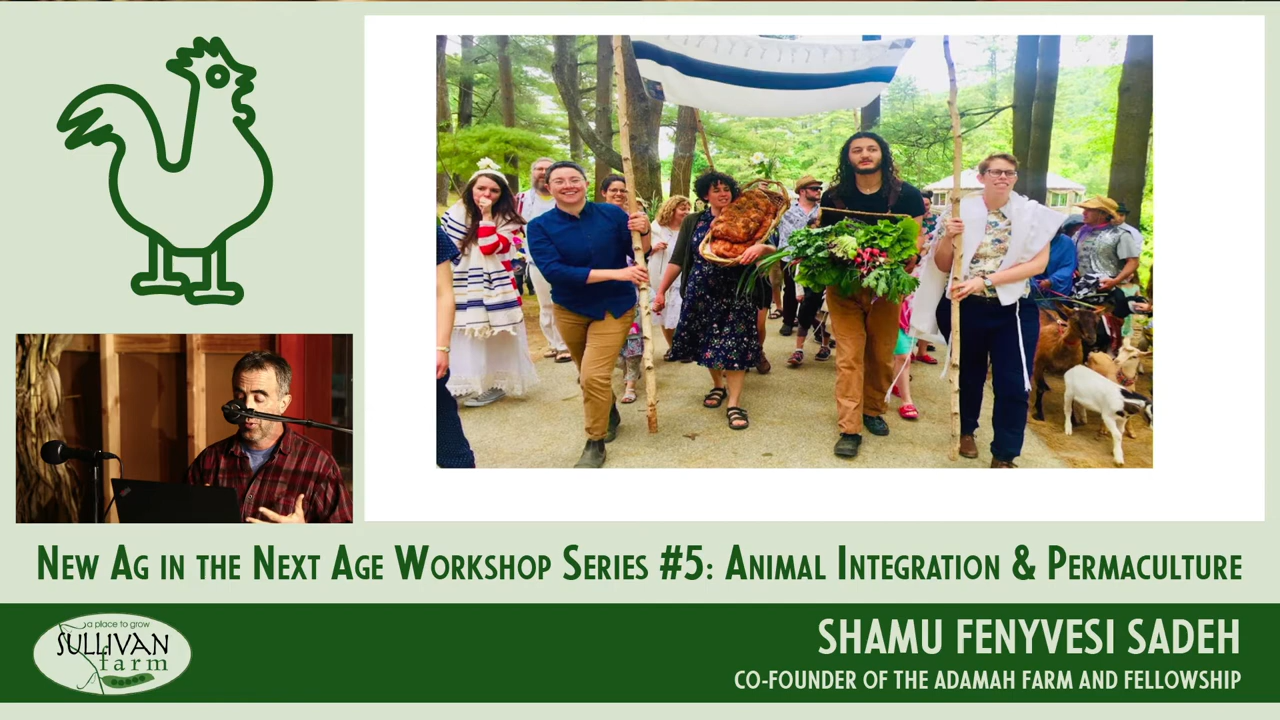 New Ag in the Next Age Workshop Series #5: Animal Integration & Permaculture
a place to grow
SULLIVAN
farm
SHAMU FENYVESI SADEH
CO-FOUNDER OF THE ADAMAH FARM AND FELLOWSHIP